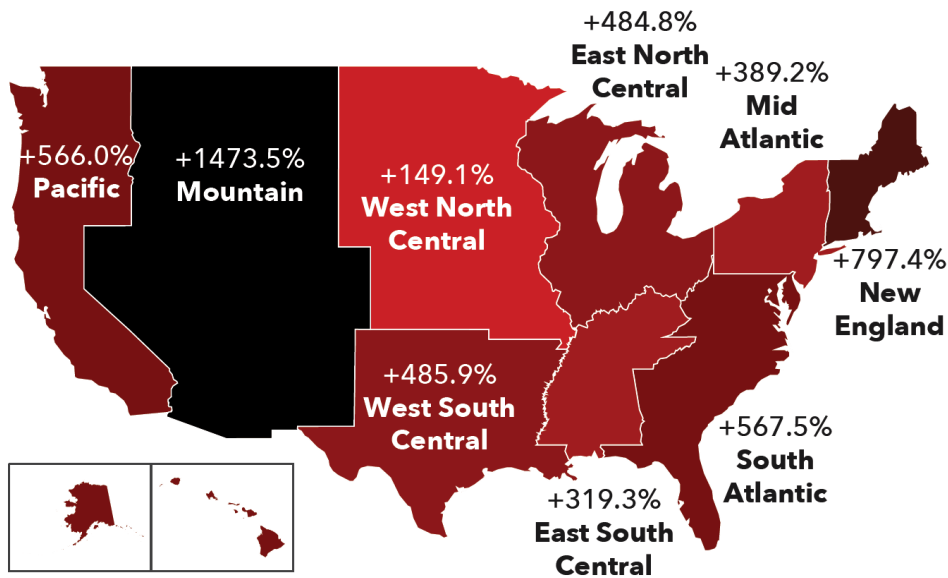 +484.8%
East North
Central
+389.2%
Mid
Atlantic
+566.0%
Pacific
+1473.5%
Mountain
+149.1%
West North
Central
+797.4%
New
England
+485.9%
West South
Central
+567.5%
South
Atlantic
+319.3%
East South
Central